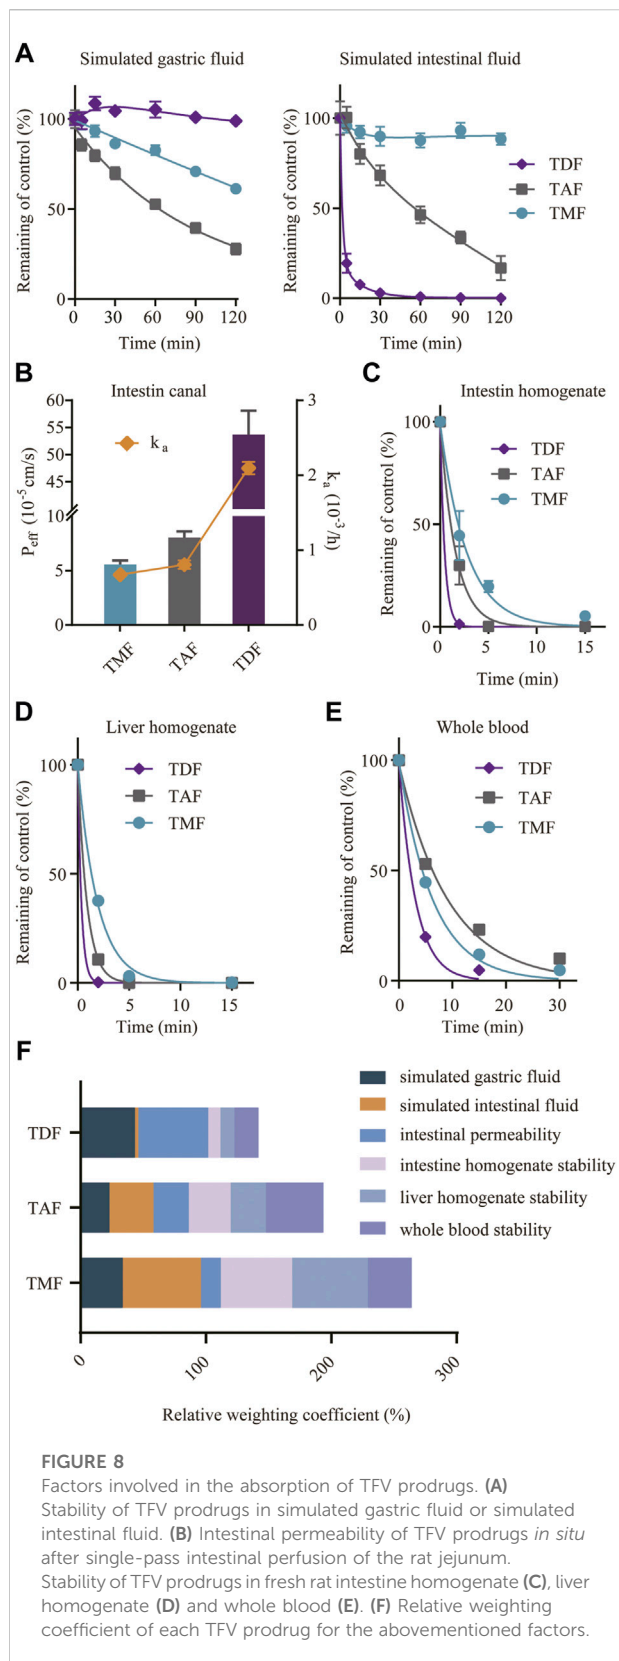 A
Simulated gastric fluid
Simulated intestinal fluid
Remaining of control (%)
100
50
0
0 30 60 90 120
Time (min)
Remaining of control (%)
100
50
0
0 30 60 90 120
Time (min)
TDF
TAF
TMF
B
Intestin canal
Peff (10-5 cm/s)
60
55
50
45
10
5
0
ka
ka (10-3/h)
3
2
1
0
TMF
TAF
TDF
C
Intestin homogenate
Remaining of control (%)
100
50
0
0 5 10 15
Time (min)
TDF
TAF
TMF
D
Liver homogenate
Remaining of control (%)
100
50
0
0 5 10 15
Time (min)
TDF
TAF
TMF
E
Whole blood
Remaining of control (%)
100
50
0
0 10 20 30
Time (min)
TDF
TAF
TMF
F
TDF
TAF
TMF
0 100 200 300
Relative weighting coefficient (%)
simulated gastric fluid
simulated intestinal fluid
intestinal permeability
intestine homogenate stability
liver homogenate stability
whole blood stability
FIGURE 8
Factors involved in the absorption of TFV prodrugs. (A)
Stability of TFV prodrugs in simulated gastric fluid or simulated
intestinal fluid. (B) Intestinal permeability of TFV prodrugs in situ
after single-pass intestinal perfusion of the rat jejunum.
Stability of TFV prodrugs in fresh rat intestine homogenate (C), liver
homogenate (D) and whole blood (E). (F) Relative weighting
coefficient of each TFV prodrug for the abovementioned factors.